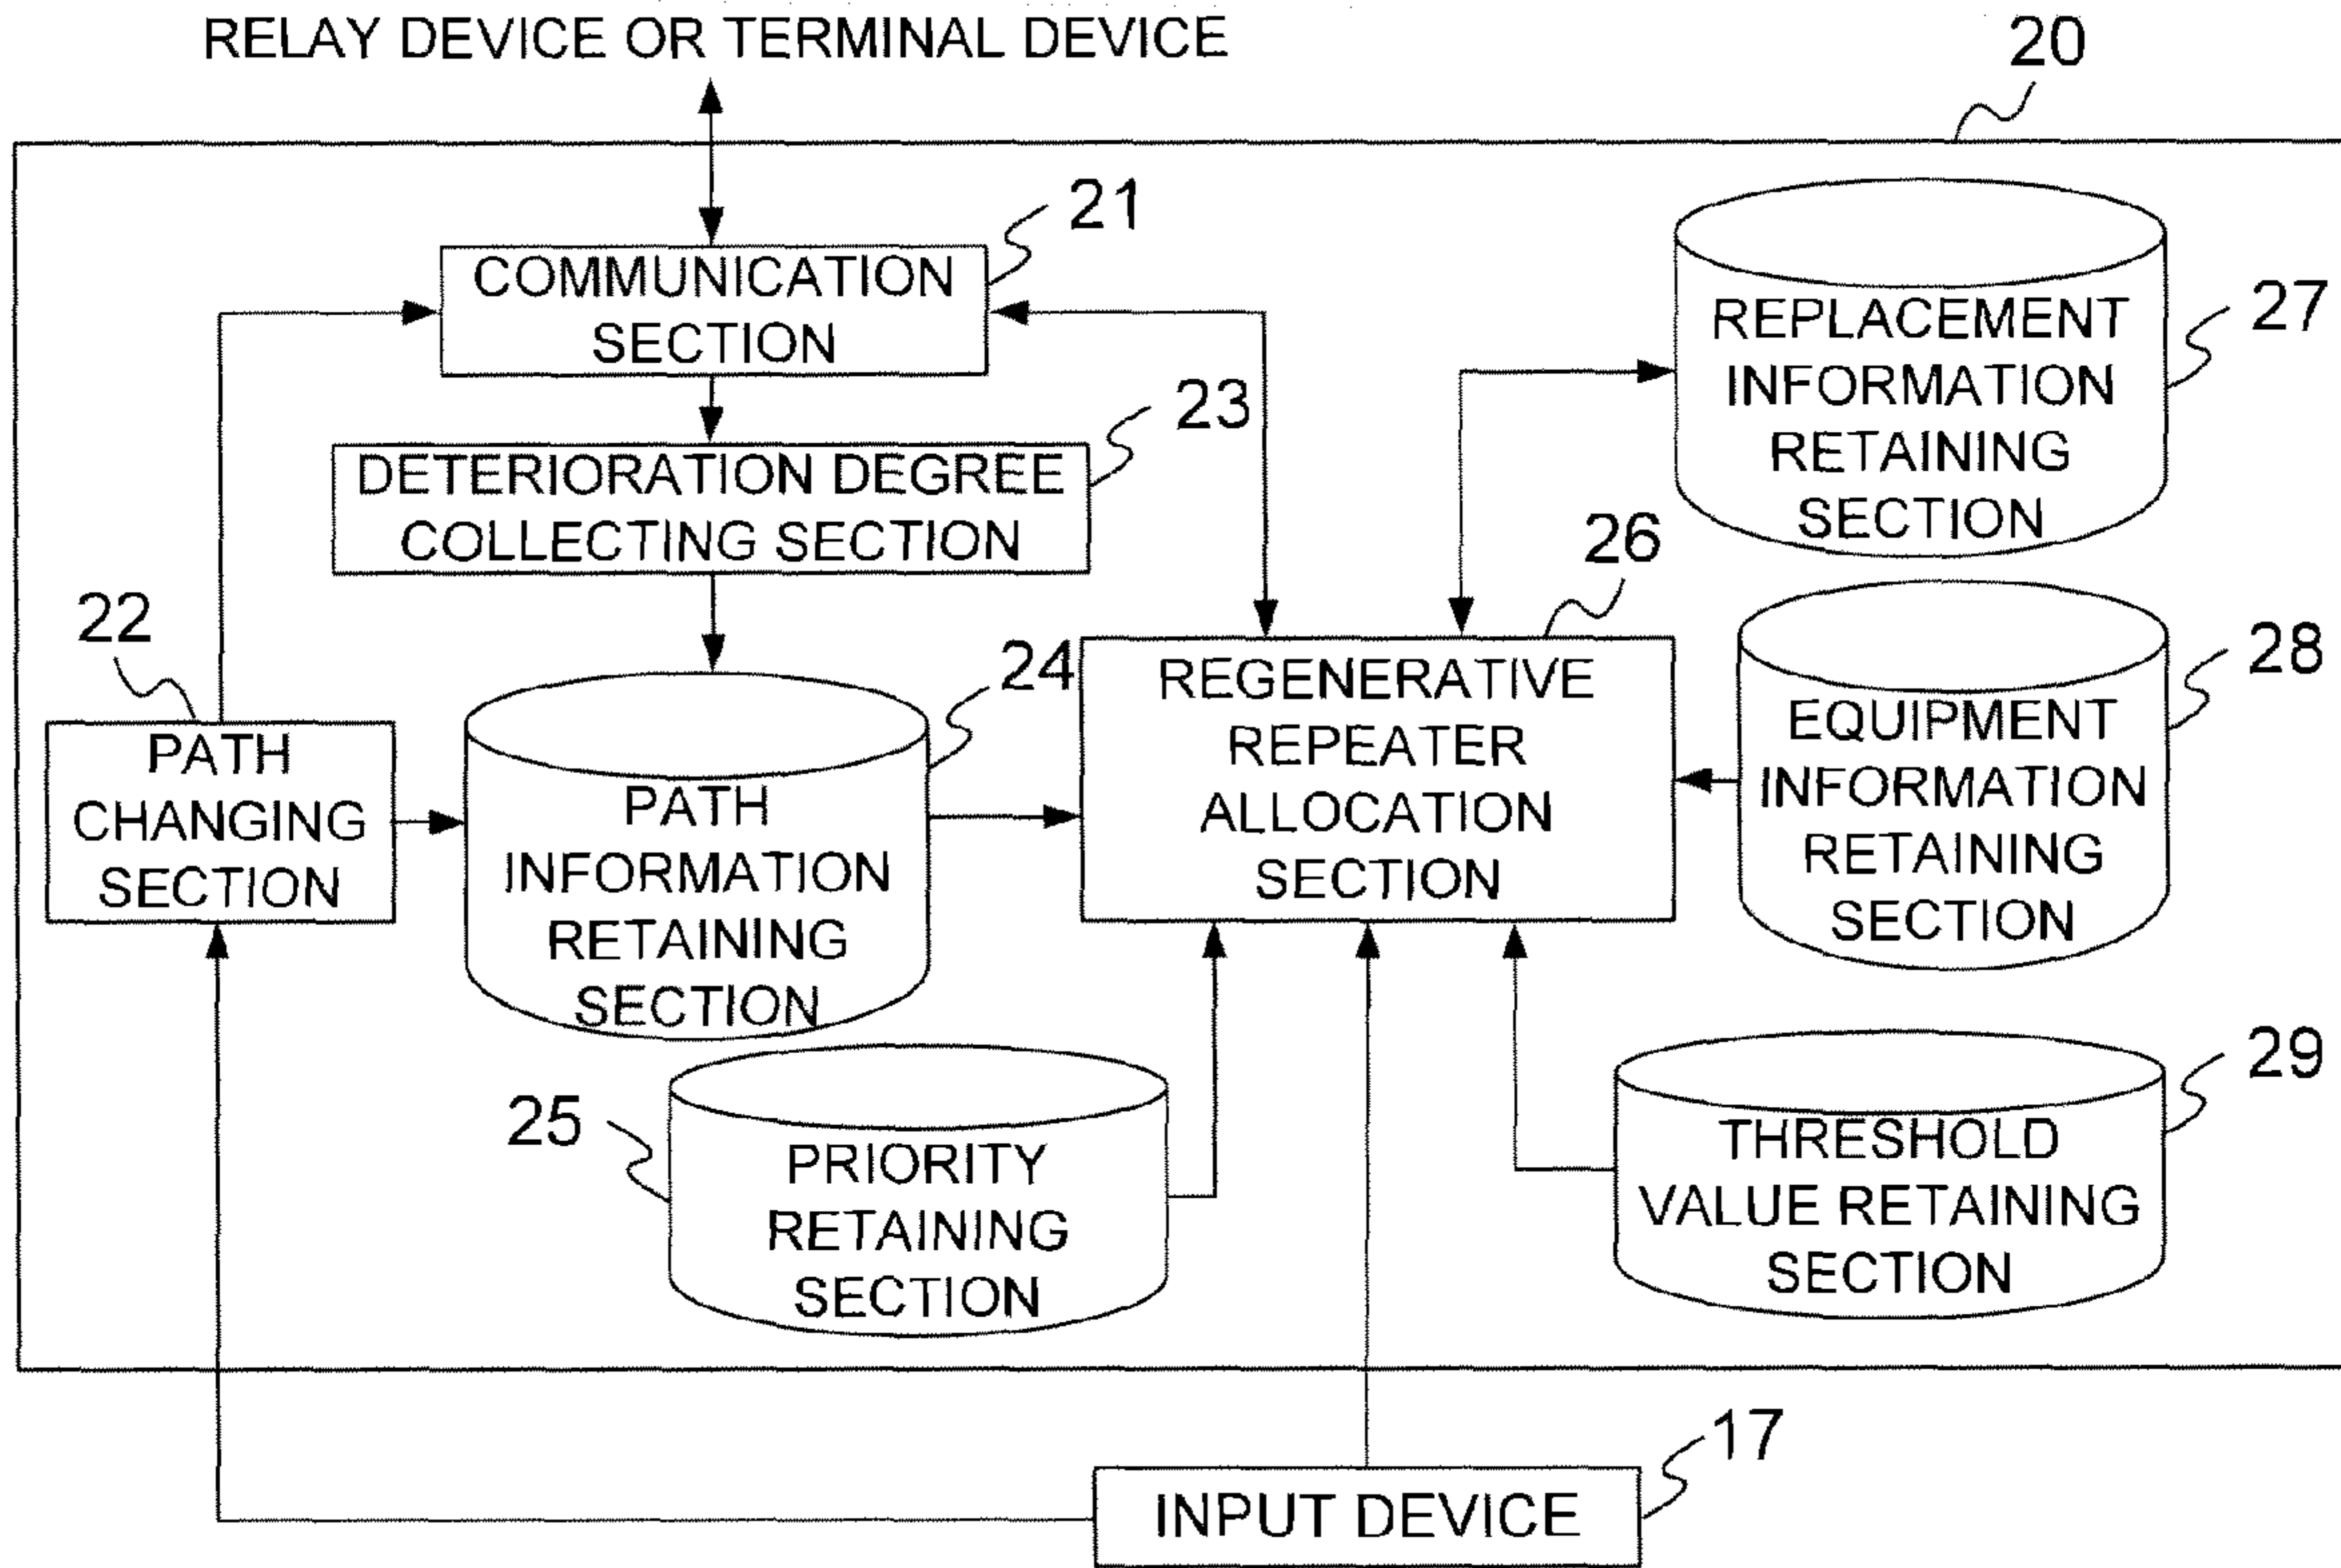 RELAY DEVICE OR TERMINAL DEVICE
20
21
COMMUNICATION
SECTION
23
DETERIORATION DEGREE
COLLECTING SECTION
22
PATH
CHANGING
SECTION
24
PATH
INFORMATION
RETAINING
SECTION
25
PRIORITY
RETAINING
SECTION
26
REGENERATIVE
REPEATER
ALLOCATION
SECTION
27
REPLACEMENT
INFORMATION
RETAINING
SECTION
28
EQUIPMENT
INFORMATION
RETAINING
SECTION
29
THRESHOLD
VALUE RETAINING
SECTION
17
INPUT DEVICE